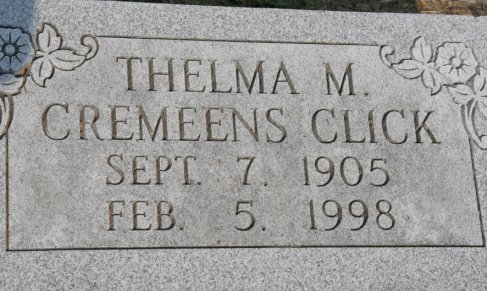 THELMA M.
CREMEENS CLICK
SEPT. 7. 1905
FEB. 5. 1998